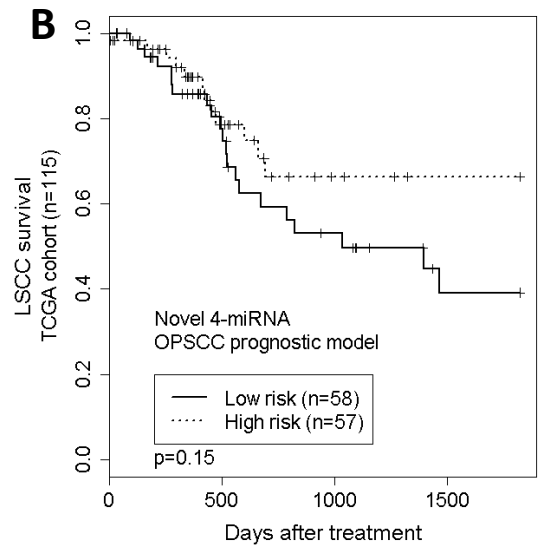 B
LSCC survival
TCGA cohort (n=115)
1.0
0.8
0.6
0.4
0.2
0.0
Novel 4-miRNA
OPSCC prognostic model
Low risk (n=58)
High risk (n=57)
p=0.15
0
500
1000
1500
Days after treatment